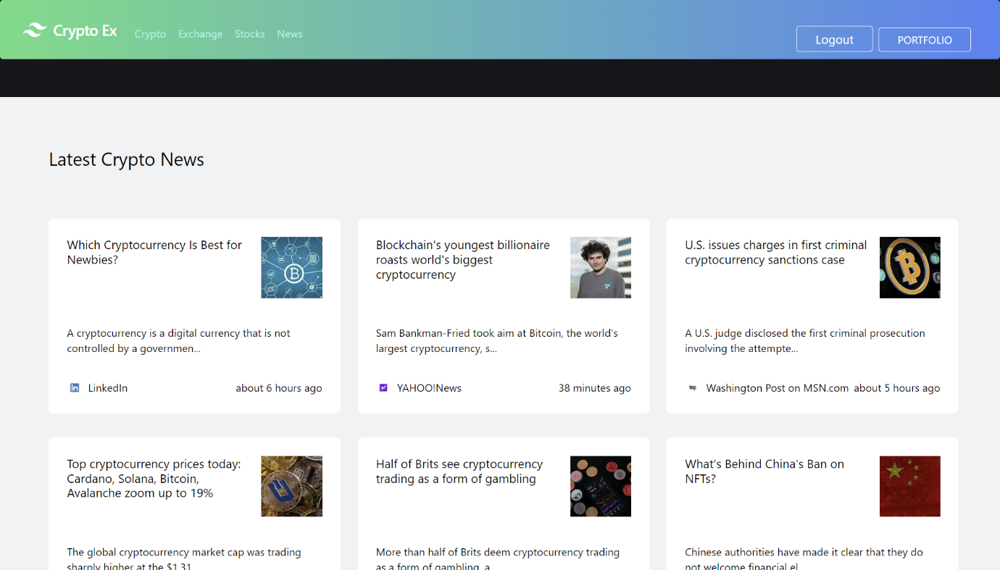 Crypto Ex
Crypto Exchange Stocks News
Logout PORTFOLIO
Latest Crypto News
Which Cryptocurrency Is Best for
Newbies?
A cryptocurrency is a digital currency that is not
controlled by a governmen...
LinkedIn about 6 hours ago
Blockchain's youngest billionaire
roasts world's biggest
cryptocurrency
Sam Bankman-Fried took aim at Bitcoin, the world's
largest cryptocurrency, s...
YAHOO!News 38 minutes ago
U.S. issues charges in first criminal
cryptocurrency sanctions case
A U.S. judge disclosed the first criminal prosecution
involving the attempte...
Washington Post on MSN.com about 5 hours ago
Top cryptocurrency prices today:
Cardano, Solana, Bitcoin,
Avalanche zoom up to 19%
The global cryptocurrency market cap was trading
sharply higher at the $1.31
Half of Brits see cryptocurrency
trading as a form of gambling
More than half of Brits deem cryptocurrency trading
as a form of gambling, a
What's Behind China's Ban on
NFTs?
Chinese authorities have made it clear that they do
not welcome financial el